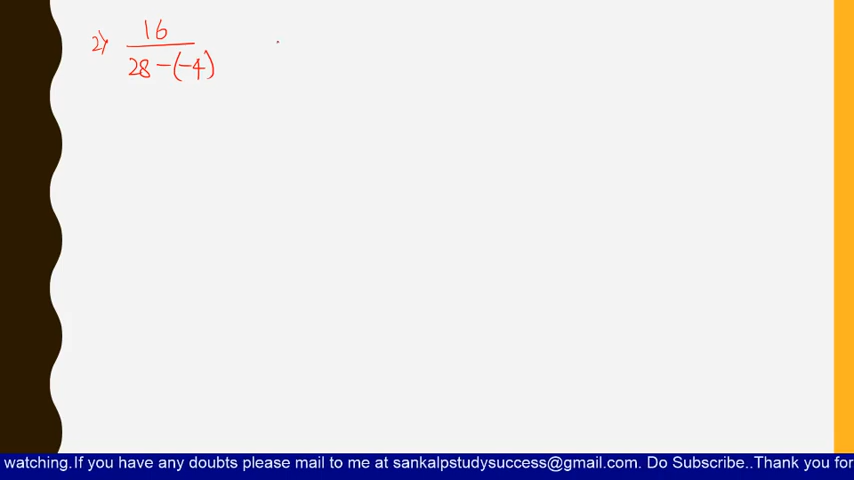 2) 16
28-(-4)
watching.If you have any doubts please mail to me at sankalpstudysuccess@gmail.com. Do Subscribe..Thank you for